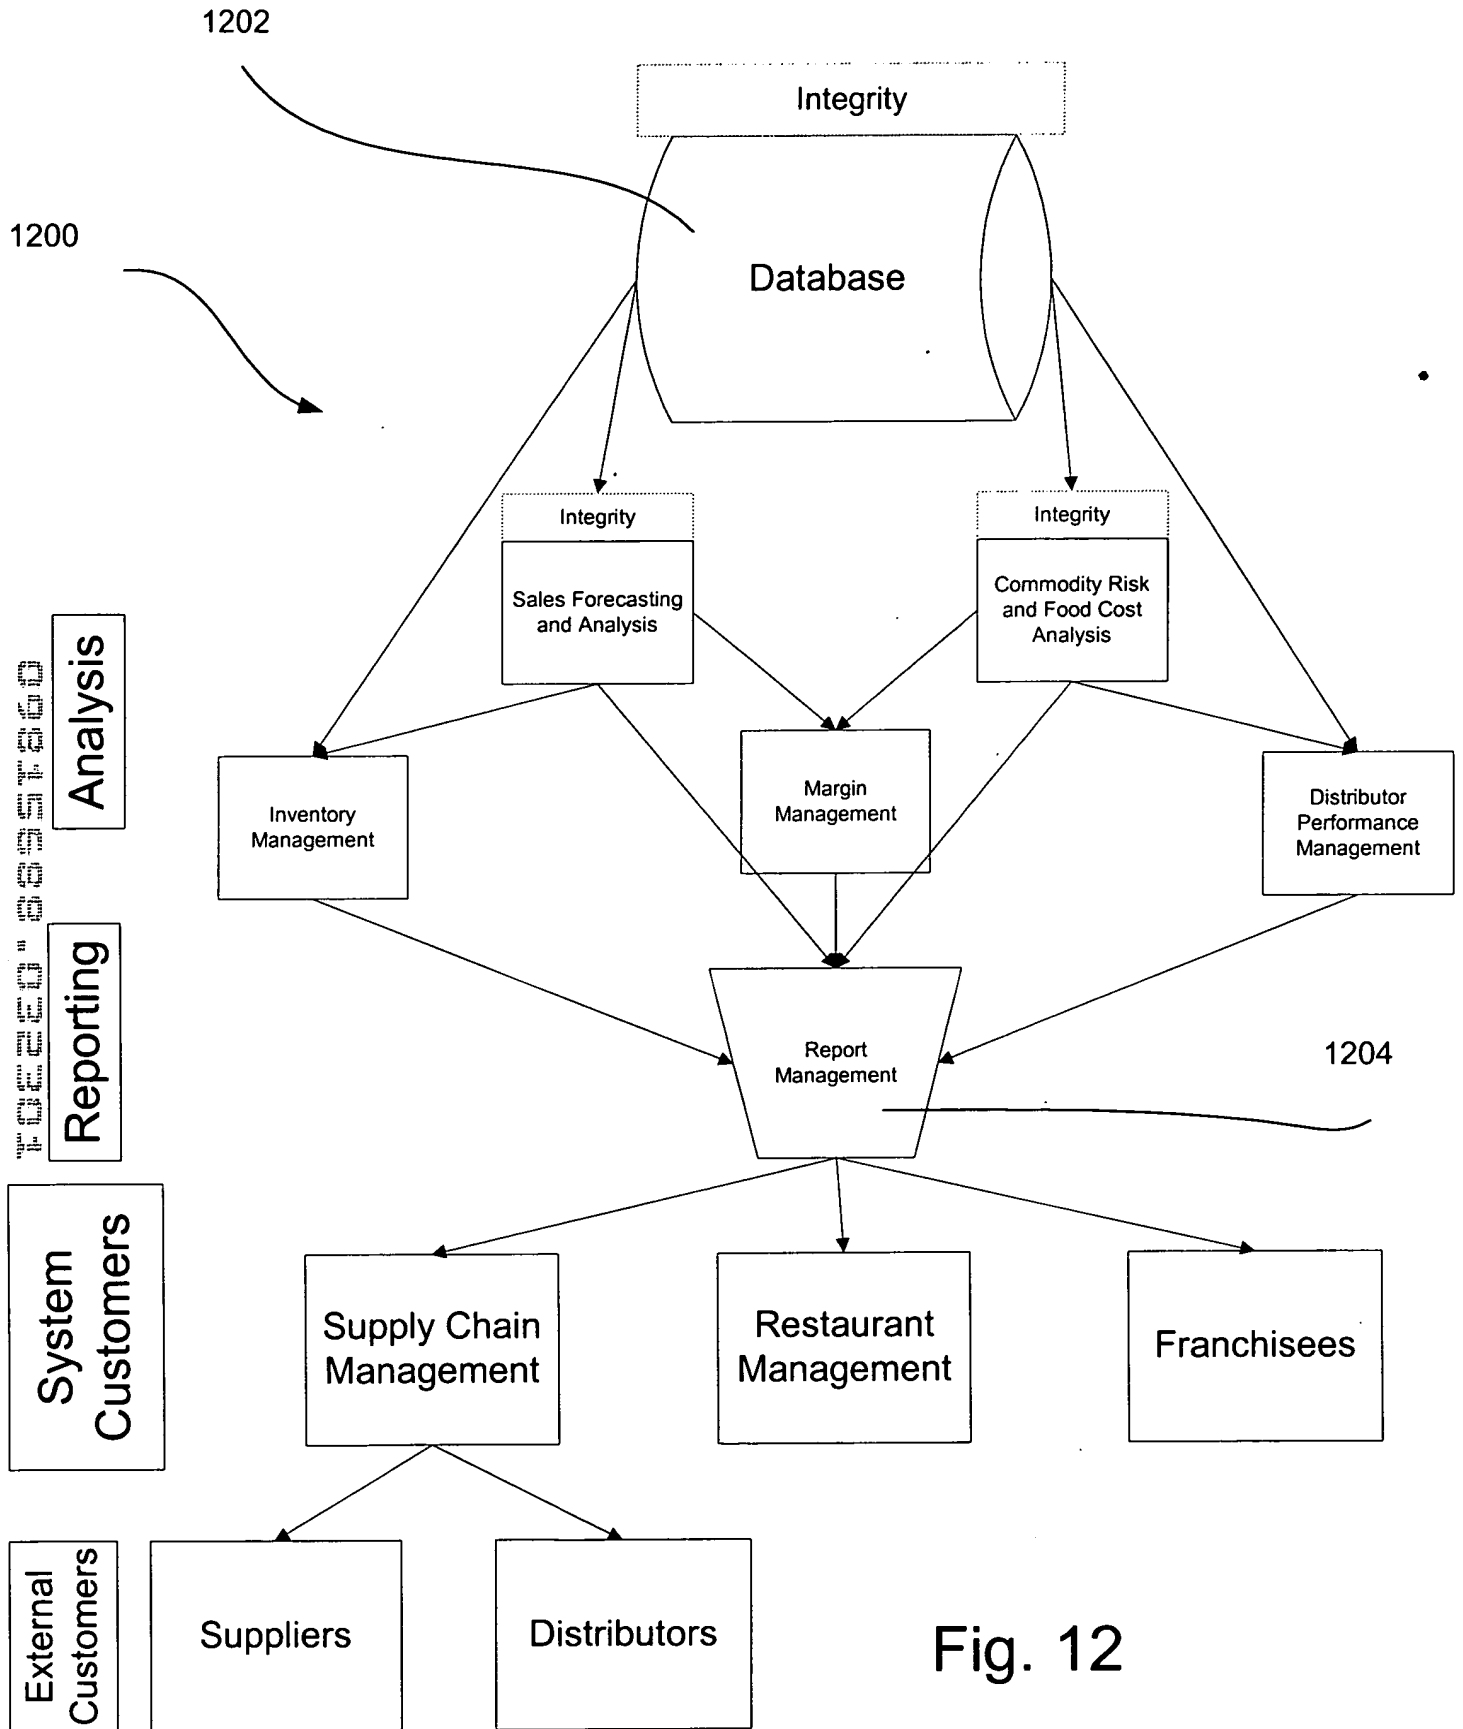 1202
Integrity
1200
Database
Integrity
Integrity
Sales Forecasting
and Analysis
Commodity Risk
and Food Cost
Analysis
Analysis
Inventory
Management
Margin
Management
Distributor
Performance
Management
Reporting
Report
Management
1204
System
Customers
Supply Chain
Management
Restaurant
Management
Franchisees
External
Customers
Suppliers
Distributors
Fig. 12